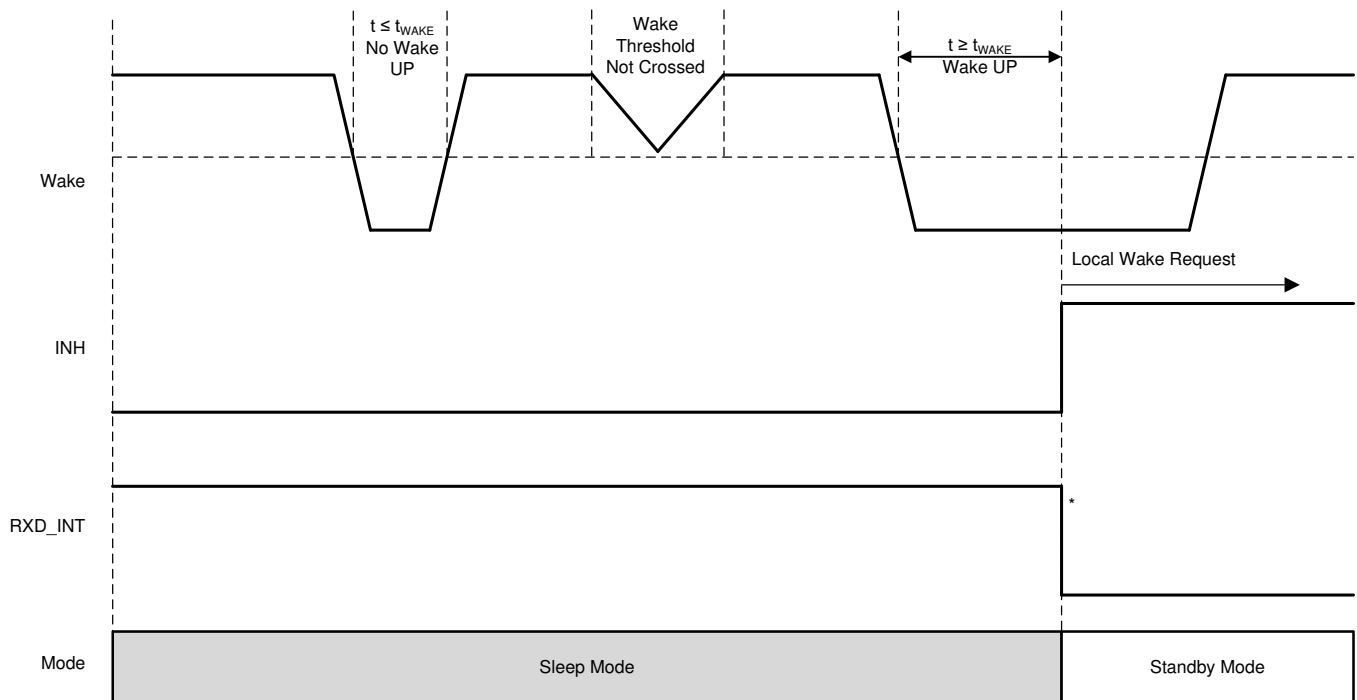 t ≤ tWAKE
No Wake
UP
Wake
Threshold
Not Crossed
t ≥ tWAKE
Wake UP
Wake
Local Wake Request
INH
RXD_INT
*
Mode
Sleep Mode
Standby Mode